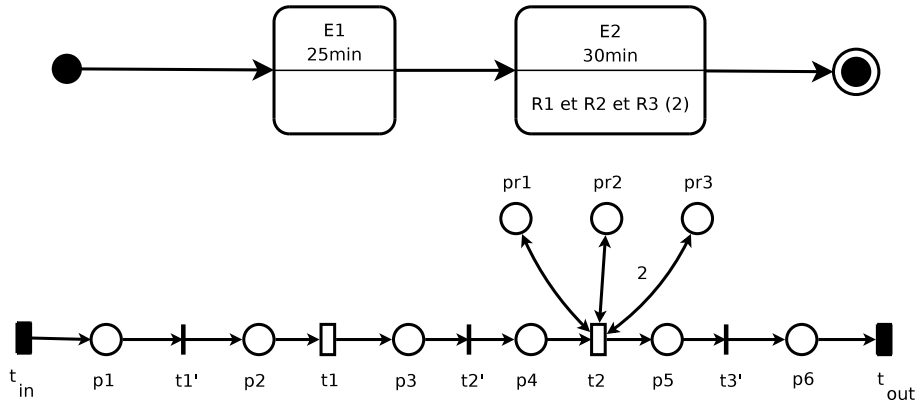 E1
25min
E2
30min
R1 et R2 et R3 (2)
pr1 pr2 pr3
2
t in p1 t1' p2 t1 p3 t2' p4 t2 p5 t3' p6 t out